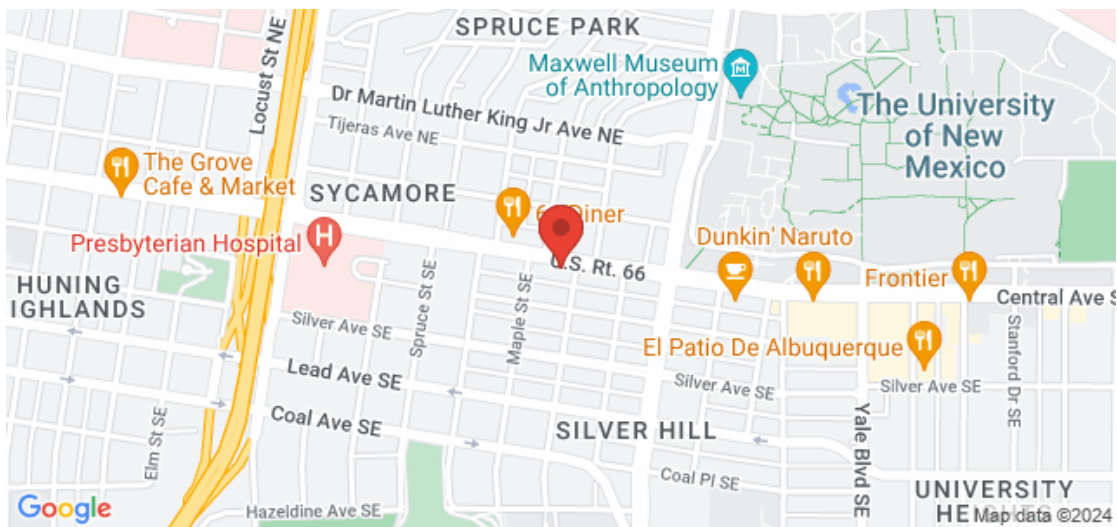 SPRUCE PARK
Locust St NE
Maxwell Museum
of Anthropology
Dr Martin Luther King Jr Ave NE
Tijeras Ave NE
The University
of New
Mexico
The Grove
Cafe & Market
SYCAMORE
Diner
Presbyterian Hospital
H
U.S. Rt. 66
Dunkin' Naruto
Frontier
Central Ave S
HUNING
IGHLANDS
Spruce St SE
Maple St SE
Silver Ave SE
Stanford Dr SE
El Patio De Albuquerque
Lead Ave SE
Silver Ave SE
Silver Ave SE
Coal Ave SE
SILVER HILL
Yale Blvd SE
Elm St SE
Coal Pl SE
UNIVERSITY
Google
Hazeldine Ave SE
Map data ©2024